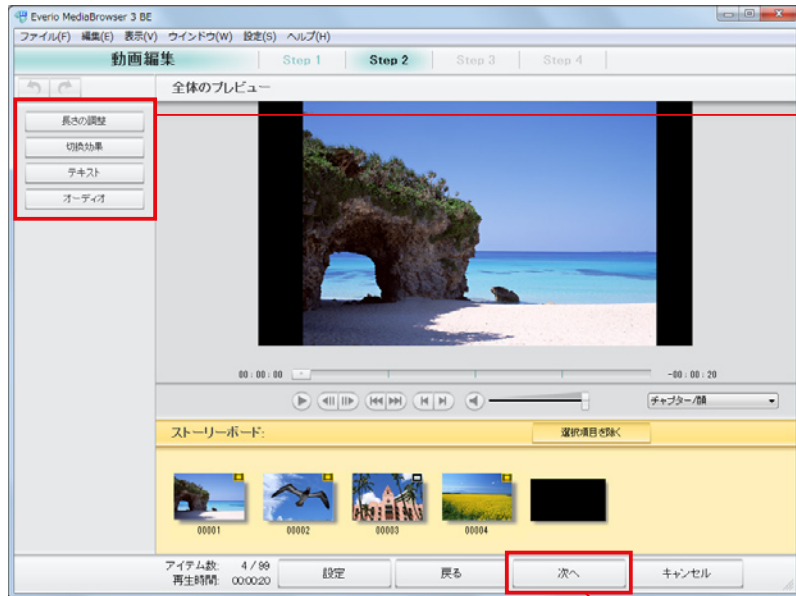 Everio MediaBrowser 3 BE
ファイル(F) 編集(E) 表示(V) ウインドウ(W) 設定(S) ヘルプ(H)
動画編集 Step 1 Step 2 Step 3 Step 4
全体のプレビュー
長さの調整
切換効果
テキスト
オーディオ
00:00:00 -00:00:20
チャプター/顔
ストーリーボード: 選択項目を除く
00001 00002 00003 00004
アイテム数: 4/99
再生時間: 00:00:20
設定 戻る 次へ キャンセル